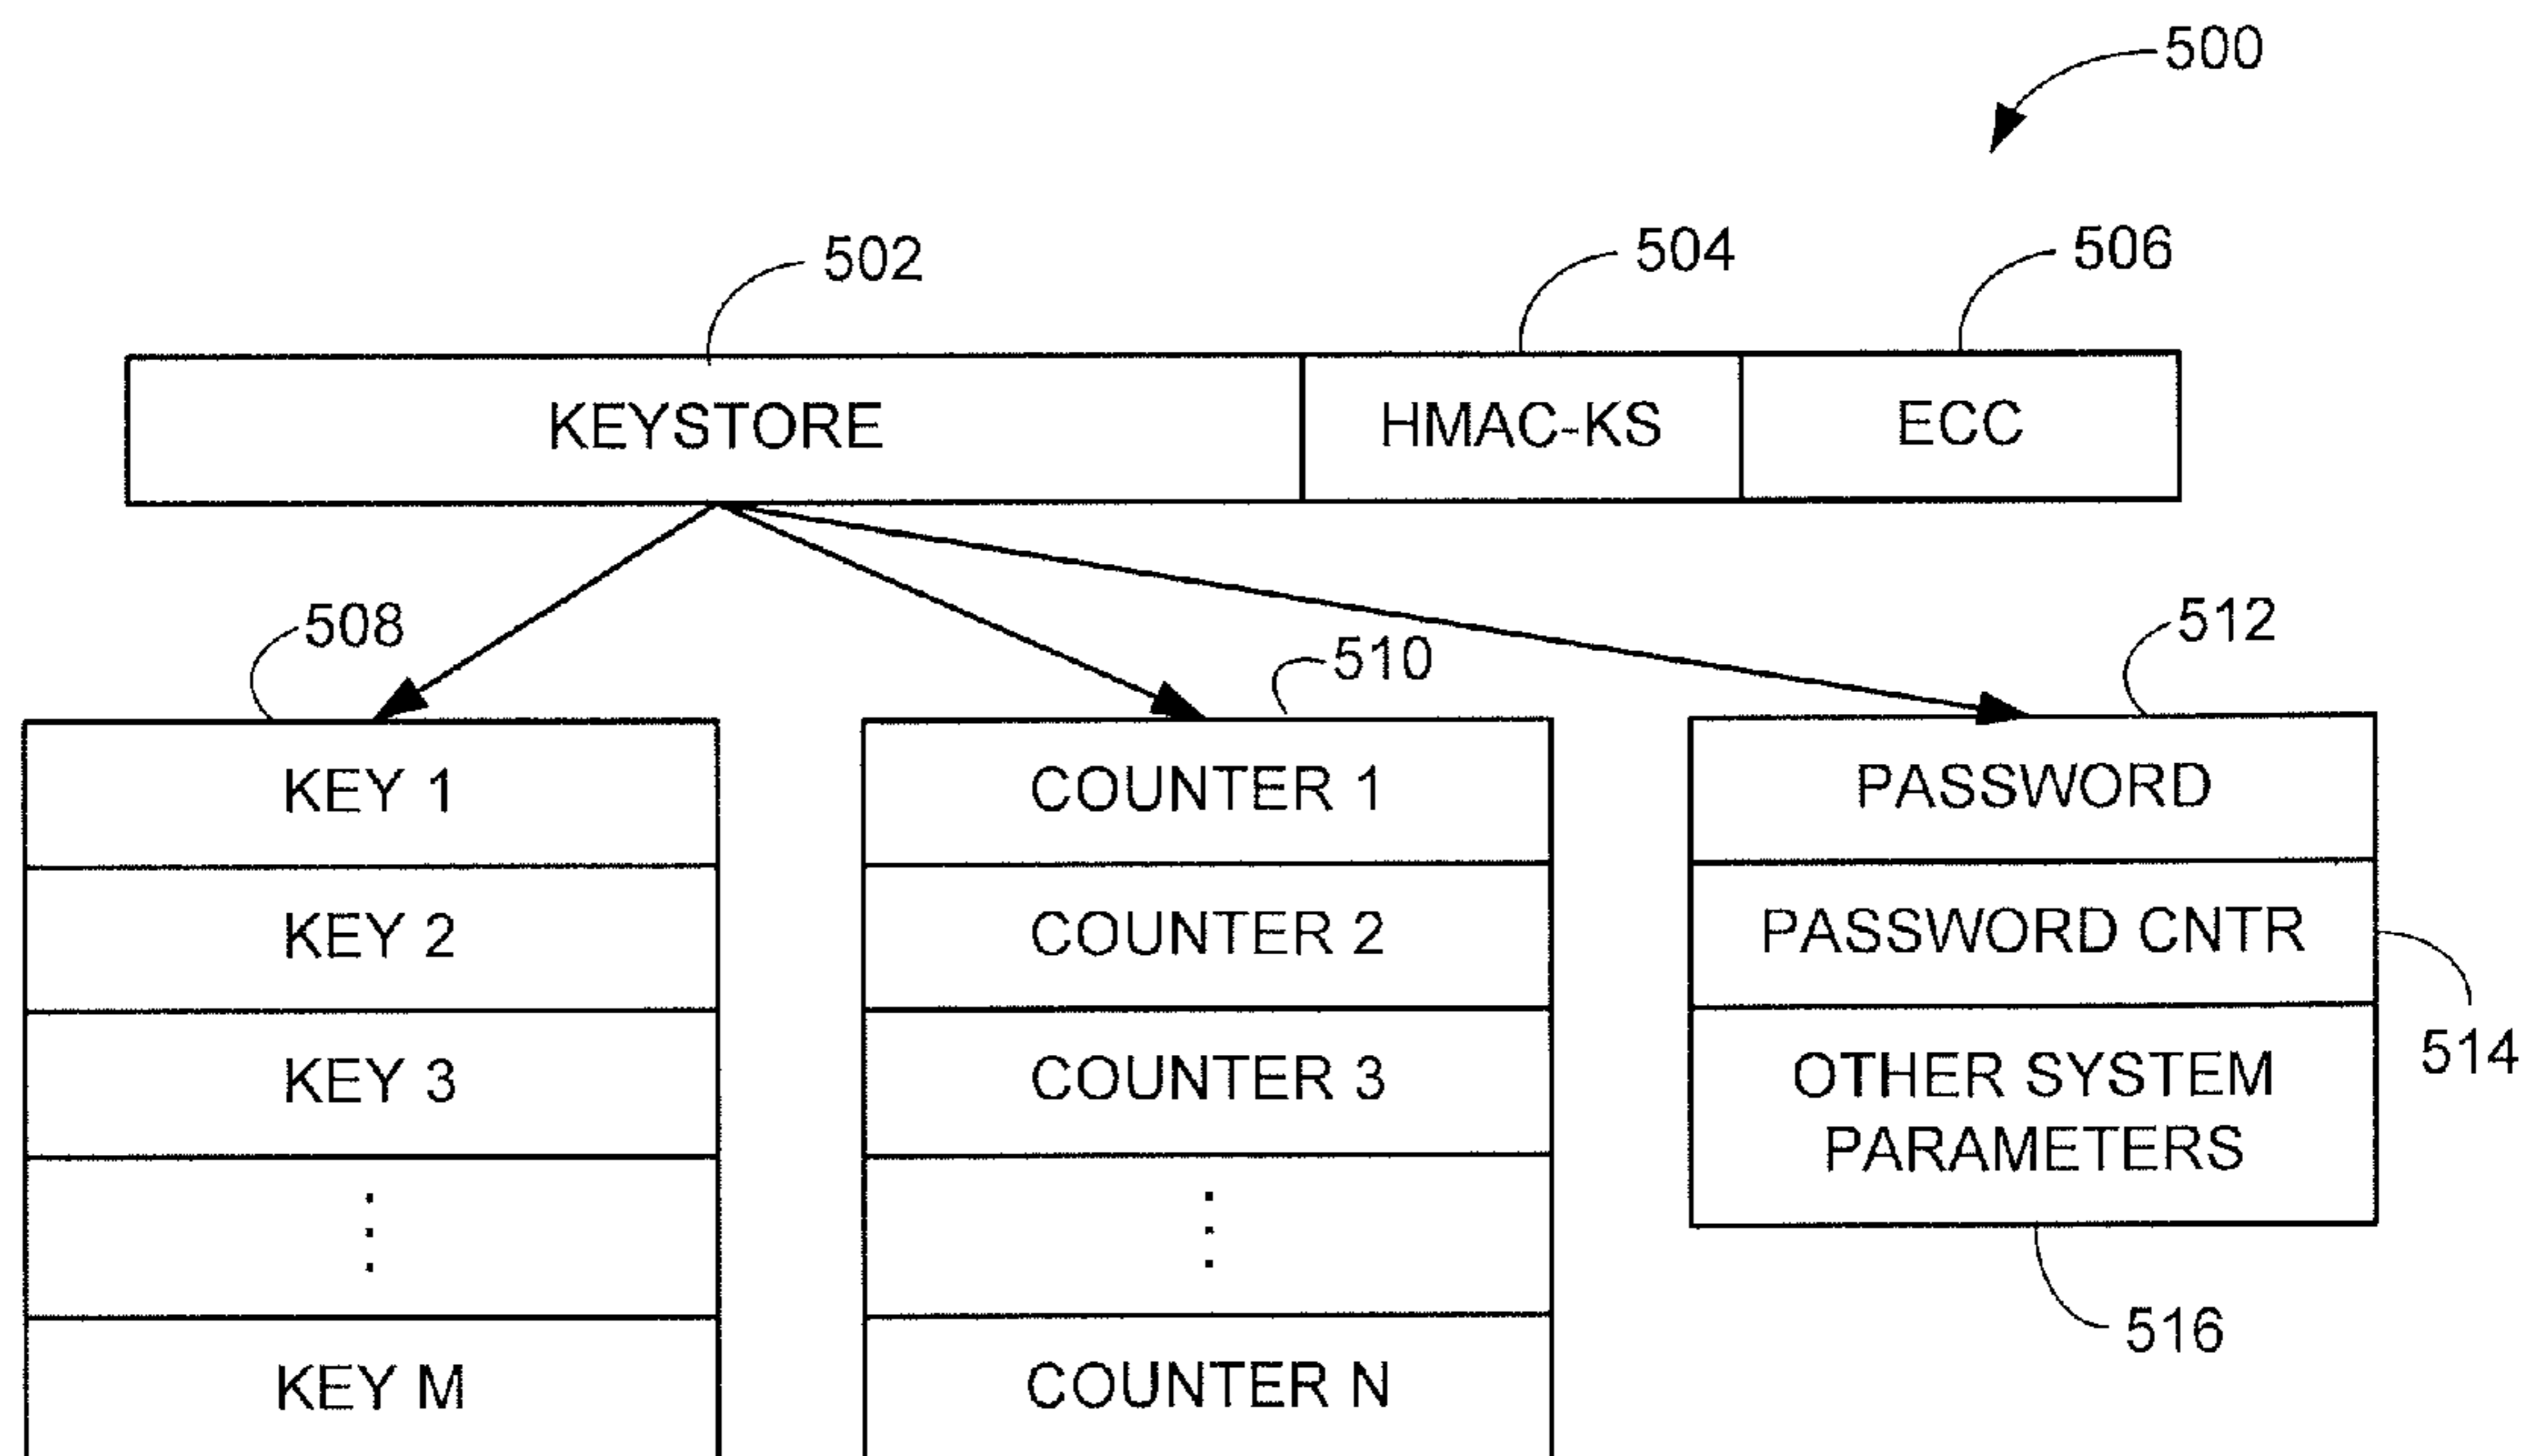 500
502
504
506
KEYSTORE
HMAC-KS
ECC
508
510
512
KEY 1
KEY 2
KEY 3
⋮
KEY M
COUNTER 1
COUNTER 2
COUNTER 3
⋮
COUNTER N
PASSWORD
PASSWORD CNTR
514
OTHER SYSTEM
PARAMETERS
516